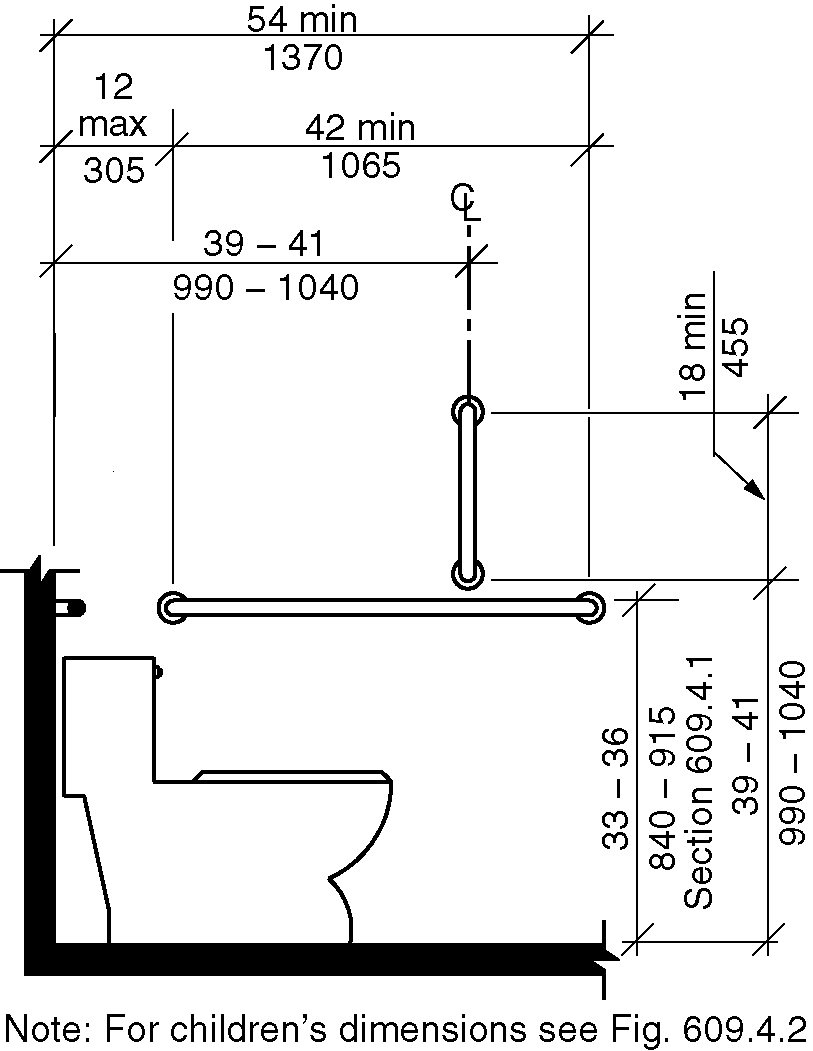 54 min
1370
12
max
305
42 min
1065
℄
39 – 41
990 – 1040
18 min
455
33 – 36
840 – 915
Section 609.4.1
39 – 41
990 – 1040
Note: For children's dimensions see Fig. 609.4.2